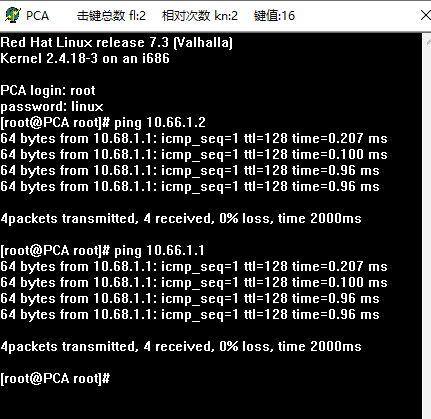 PCA 击键总数 fl:2 相对次数 kn:2 键值:16
Red Hat Linux release 7.3 (Valhalla)
Kernel 2.4.18-3 on an i686
PCA login: root
password: linux
[root@PCA root]# ping 10.66.1.2
64 bytes from 10.68.1.1: icmp_seq=1 ttl=128 time=0.207 ms
64 bytes from 10.68.1.1: icmp_seq=1 ttl=128 time=0.100 ms
64 bytes from 10.68.1.1: icmp_seq=1 ttl=128 time=0.96 ms
64 bytes from 10.68.1.1: icmp_seq=1 ttl=128 time=0.96 ms
4packets transmitted, 4 received, 0% loss, time 2000ms
[root@PCA root]# ping 10.66.1.1
64 bytes from 10.68.1.1: icmp_seq=1 ttl=128 time=0.207 ms
64 bytes from 10.68.1.1: icmp_seq=1 ttl=128 time=0.100 ms
64 bytes from 10.68.1.1: icmp_seq=1 ttl=128 time=0.96 ms
64 bytes from 10.68.1.1: icmp_seq=1 ttl=128 time=0.96 ms
4packets transmitted, 4 received, 0% loss, time 2000ms
[root@PCA root]#